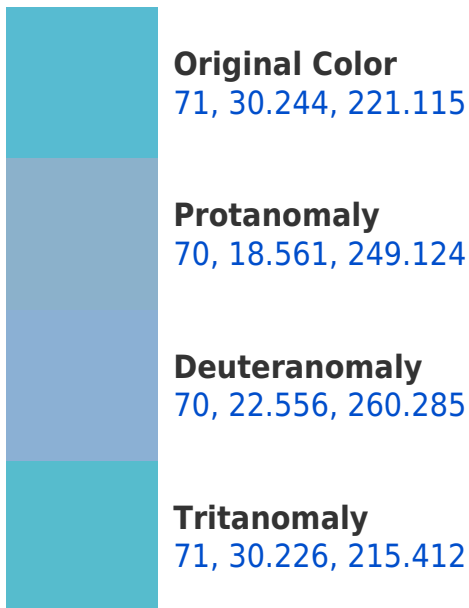 Original Color
71, 30.244, 221.115
Protanomaly
70, 18.561, 249.124
Deuteranomaly
70, 22.556, 260.285
Tritanomaly
71, 30.226, 215.412